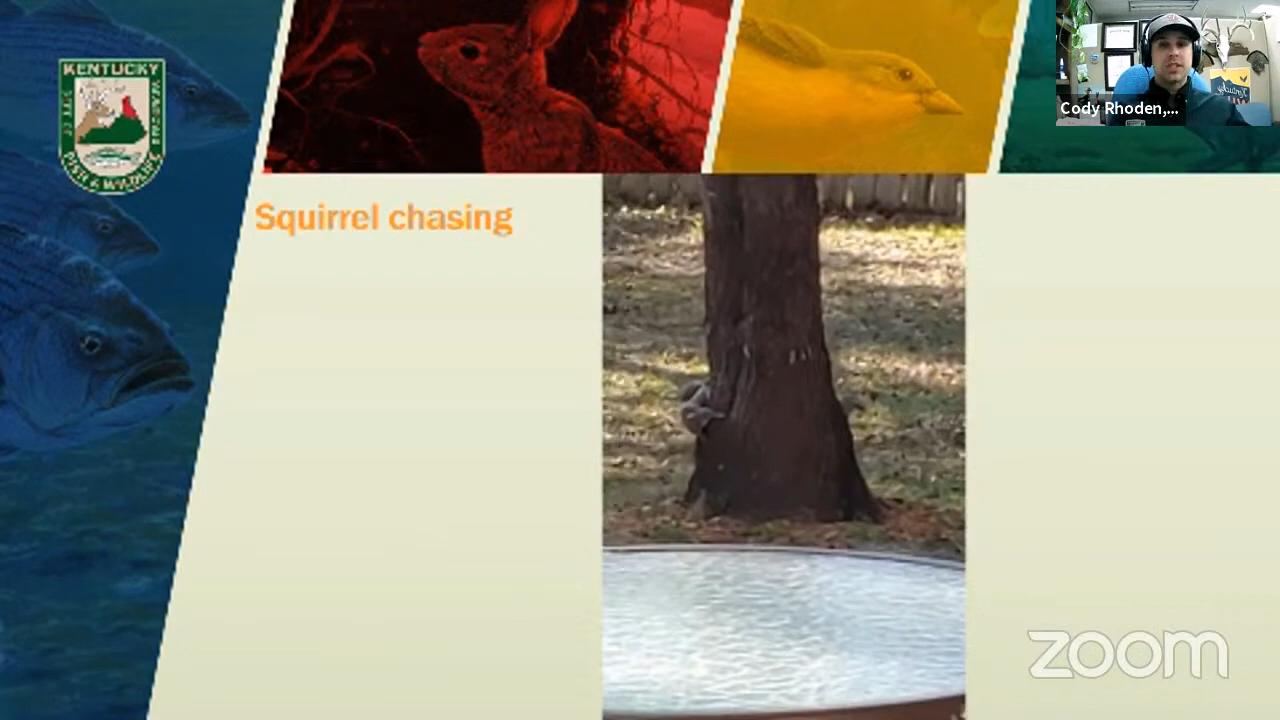 KENTUCKY
FISH & WILDLIFE
Cody Rhoden,...
Squirrel chasing
zoom